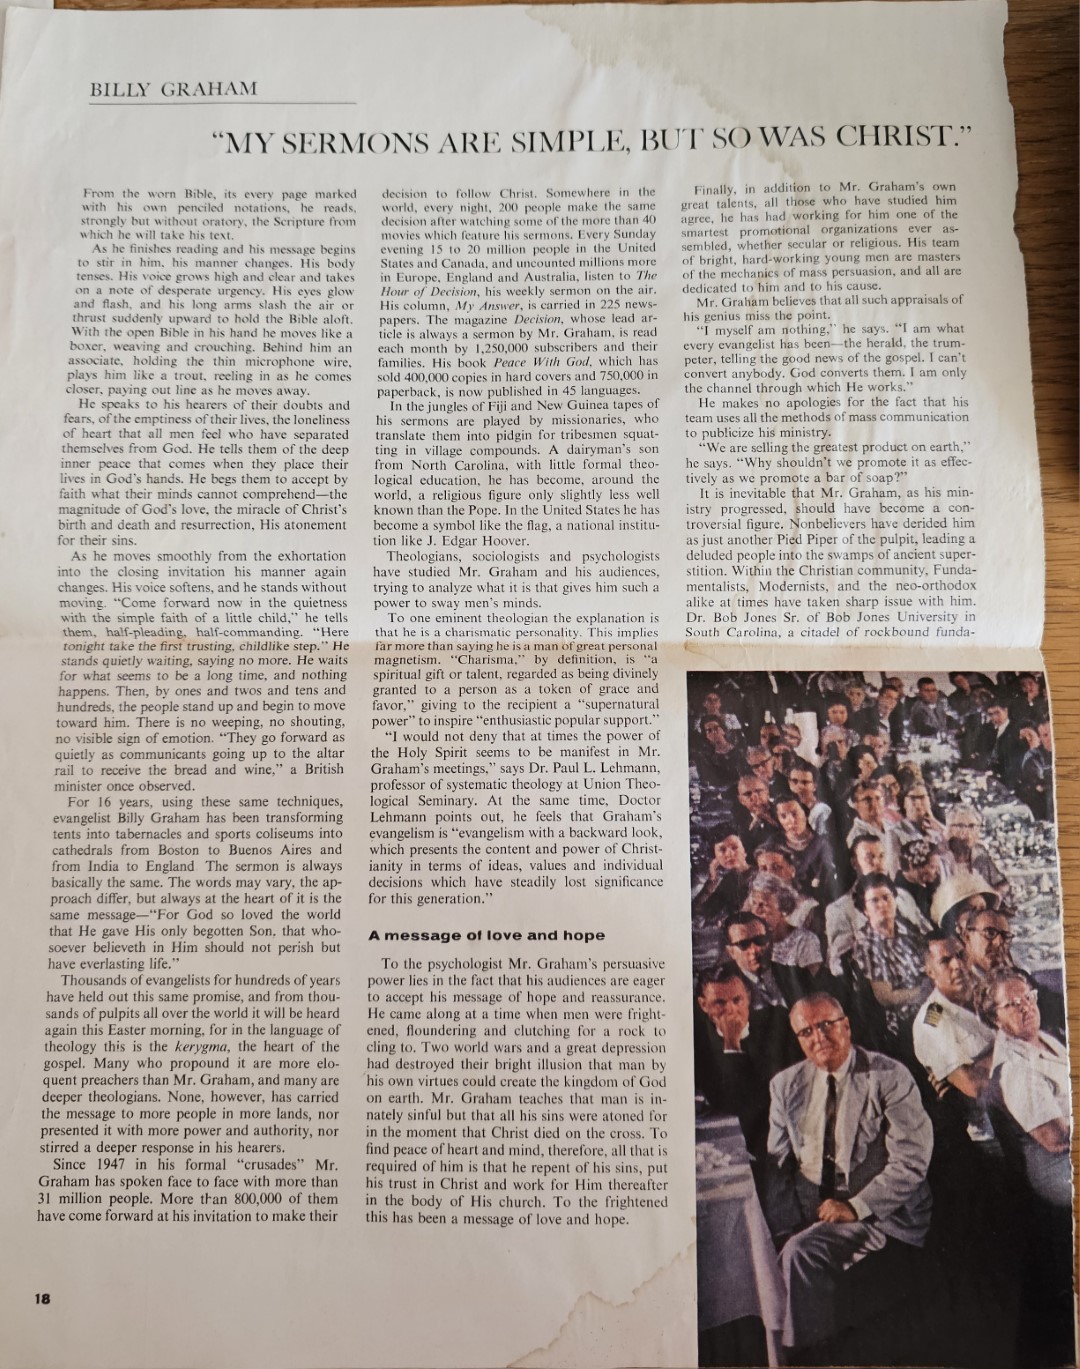 BILLY GRAHAM
“MY SERMONS ARE SIMPLE, BUT SO WAS CHRIST.”
From the worn Bible, its every page marked
with his own penciled notations, he reads,
strongly but without oratory, the Scripture from
which he will take his text.
As he finishes reading and his message begins
to stir in him, his manner changes. His body
tenses. His voice grows high and clear and takes
on a note of desperate urgency. His eyes glow
and flash, and his long arms slash the air or
thrust suddenly upward to hold the Bible aloft.
With the open Bible in his hand he moves like a
boxer, weaving and crouching. Behind him an
associate, holding the thin microphone wire,
plays him like a trout, reeling in as he comes
closer, paying out line as he moves away.
He speaks to his hearers of their doubts and
fears, of the emptiness of their lives, the loneliness
of heart that all men feel who have separated
themselves from God. He tells them of the deep
inner peace that comes when they place their
lives in God's hands. He begs them to accept by
faith what their minds cannot comprehend—the
magnitude of God's love, the miracle of Christ's
birth and death and resurrection, His atonement
for their sins.
As he moves smoothly from the exhortation
into the closing invitation his manner again
changes. His voice softens, and he stands without
moving. “Come forward now in the quietness
with the simple faith of a little child,” he tells
them, half-pleading, half-commanding. “Here
tonight take the first trusting, childlike step.” He
stands quietly waiting, saying no more. He waits
for what seems to be a long time, and nothing
happens. Then, by ones and twos and tens and
hundreds, the people stand up and begin to move
toward him. There is no weeping, no shouting,
no visible sign of emotion. “They go forward as
quietly as communicants going up to the altar
rail to receive the bread and wine,” a British
minister once observed.
For 16 years, using these same techniques,
evangelist Billy Graham has been transforming
tents into tabernacles and sports coliseums into
cathedrals from Boston to Buenos Aires and
from India to England. The sermon is always
basically the same. The words may vary, the ap-
proach differ, but always at the heart of it is the
same message—“For God so loved the world
that He gave His only begotten Son, that who-
soever believeth in Him should not perish but
have everlasting life.”
Thousands of evangelists for hundreds of years
have held out this same promise, and from thou-
sands of pulpits all over the world it will be heard
again this Easter morning, for in the language of
theology this is the kerygma, the heart of the
gospel. Many who propound it are more elo-
quent preachers than Mr. Graham, and many are
deeper theologians. None, however, has carried
the message to more people in more lands, nor
presented it with more power and authority, nor
stirred a deeper response in his hearers.
Since 1947 in his formal “crusades” Mr.
Graham has spoken face to face with more than
31 million people. More than 800,000 of them
have come forward at his invitation to make their
decision to follow Christ. Somewhere in the
world, every night, 200 people make the same
decision after watching some of the more than 40
movies which feature his sermons. Every Sunday
evening 15 to 20 million people in the United
States and Canada, and uncounted millions more
in Europe, England and Australia, listen to The
Hour of Decision, his weekly sermon on the air.
His column, My Answer, is carried in 225 news-
papers. The magazine Decision, whose lead ar-
ticle is always a sermon by Mr. Graham, is read
each month by 1,250,000 subscribers and their
families. His book Peace With God, which has
sold 400,000 copies in hard covers and 750,000 in
paperback, is now published in 45 languages.
In the jungles of Fiji and New Guinea tapes of
his sermons are played by missionaries, who
translate them into pidgin for tribesmen squat-
ting in village compounds. A dairyman's son
from North Carolina, with little formal theo-
logical education, he has become, around the
world, a religious figure only slightly less well
known than the Pope. In the United States he has
become a symbol like the flag, a national institu-
tion like J. Edgar Hoover.
Theologians, sociologists and psychologists
have studied Mr. Graham and his audiences,
trying to analyze what it is that gives him such a
power to sway men's minds.
To one eminent theologian the explanation is
that he is a charismatic personality. This implies
far more than saying he is a man of great personal
magnetism. “Charisma,” by definition, is “a
spiritual gift or talent, regarded as being divinely
granted to a person as a token of grace and
favor,” giving to the recipient a “supernatural
power” to inspire “enthusiastic popular support.”
“I would not deny that at times the power of
the Holy Spirit seems to be manifest in Mr.
Graham's meetings,” says Dr. Paul L. Lehmann,
professor of systematic theology at Union Theo-
logical Seminary. At the same time, Doctor
Lehmann points out, he feels that Graham's
evangelism is “evangelism with a backward look,
which presents the content and power of Christ-
ianity in terms of ideas, values and individual
decisions which have steadily lost significance
for this generation.”
A message of love and hope
To the psychologist Mr. Graham's persuasive
power lies in the fact that his audiences are eager
to accept his message of hope and reassurance.
He came along at a time when men were fright-
ened, floundering and clutching for a rock to
cling to. Two world wars and a great depression
had destroyed their bright illusion that man by
his own virtues could create the kingdom of God
on earth. Mr. Graham teaches that man is in-
nately sinful but that all his sins were atoned for
in the moment that Christ died on the cross. To
find peace of heart and mind, therefore, all that is
required of him is that he repent of his sins, put
his trust in Christ and work for Him thereafter
in the body of His church. To the frightened
this has been a message of love and hope.
Finally, in addition to Mr. Graham's own
great talents, all those who have studied him
agree, he has had working for him one of the
smartest promotional organizations ever as-
sembled, whether secular or religious. His team
of bright, hard-working young men are masters
of the mechanics of mass persuasion, and all are
dedicated to him and to his cause.
Mr. Graham believes that all such appraisals of
his genius miss the point.
“I myself am nothing,” he says. “I am what
every evangelist has been—the herald, the trum-
peter, telling the good news of the gospel. I can't
convert anybody. God converts them. I am only
the channel through which He works.”
He makes no apologies for the fact that his
team uses all the methods of mass communication
to publicize his ministry.
“We are selling the greatest product on earth,”
he says. “Why shouldn't we promote it as effec-
tively as we promote a bar of soap?”
It is inevitable that Mr. Graham, as his min-
istry progressed, should have become a con-
troversial figure. Nonbelievers have derided him
as just another Pied Piper of the pulpit, leading a
deluded people into the swamps of ancient super-
stition. Within the Christian community, Funda-
mentalists, Modernists, and the neo-orthodox
alike at times have taken sharp issue with him.
Dr. Bob Jones Sr. of Bob Jones University in
South Carolina, a citadel of rockbound funda-
18